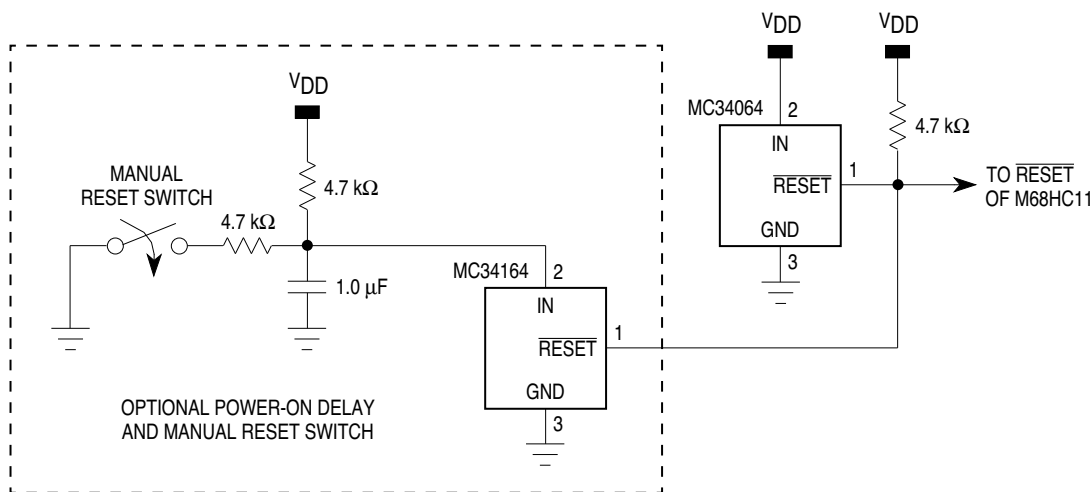 VDD
VDD
MC34064
2
IN
4.7 kΩ
RESET
1
TO RESET
OF M68HC11
GND
3
VDD
4.7 kΩ
MANUAL
RESET SWITCH
4.7 kΩ
1.0 µF
MC34164
2
IN
RESET
1
GND
3
OPTIONAL POWER-ON DELAY
AND MANUAL RESET SWITCH